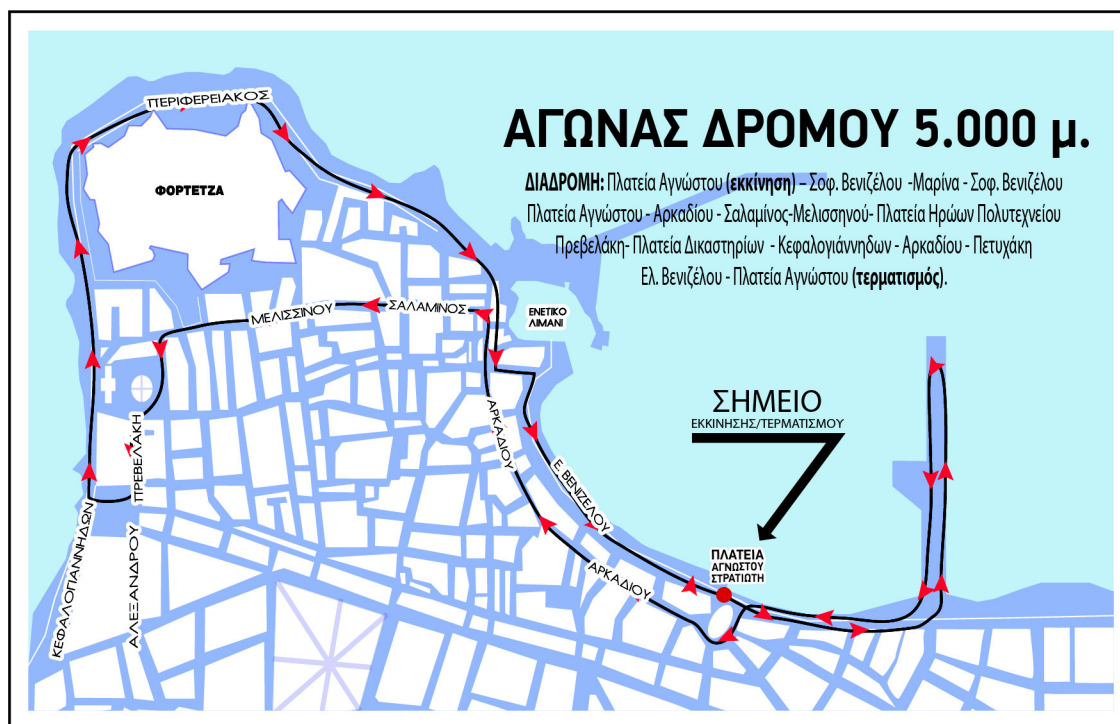 ΑΓΩΝΑΣ ΔΡΟΜΟΥ 5.000 μ.
ΔΙΑΔΡΟΜΗ: Πλατεία Αγνώστου (εκκίνηση) – Σοφ. Βενιζέλου -Μαρίνα - Σοφ. Βενιζέλου
Πλατεία Αγνώστου - Αρκαδίου - Σαλαμίνος-Μελισσηνού- Πλατεία Ηρώων Πολυτεχνείου
Πρεβελάκη- Πλατεία Δικαστηρίων - Κεφαλογιάννηδων - Αρκαδίου - Πετυχάκη
Ελ. Βενιζέλου - Πλατεία Αγνώστου (τερματισμός).
ΠΕΡΙΦΕΡΕΙΑΚΟΣ
ΦΟΡΤΕΤΖΑ
ΜΕΛΙΣΣΙΝΟΥ
ΣΑΛΑΜΙΝΟΣ
ΕΝΕΤΙΚΟ
ΛΙΜΑΝΙ
ΣΗΜΕΙΟ
ΕΚΚΙΝΗΣΗΣ/ΤΕΡΜΑΤΙΣΜΟΥ
ΑΡΚΑΔΙΟΥ
Ε. ΒΕΝΙΖΕΛΟΥ
ΠΡΕΒΕΛΑΚΗ
ΑΛΕΞΑΝΔΡΟΥ
ΚΕΦΑΛΟΓΙΑΝΝΗΔΩΝ
ΑΡΚΑΔΙΟΥ
ΠΛΑΤΕΙΑ
ΑΓΝΩΣΤΟΥ
ΣΤΡΑΤΙΩΤΗ